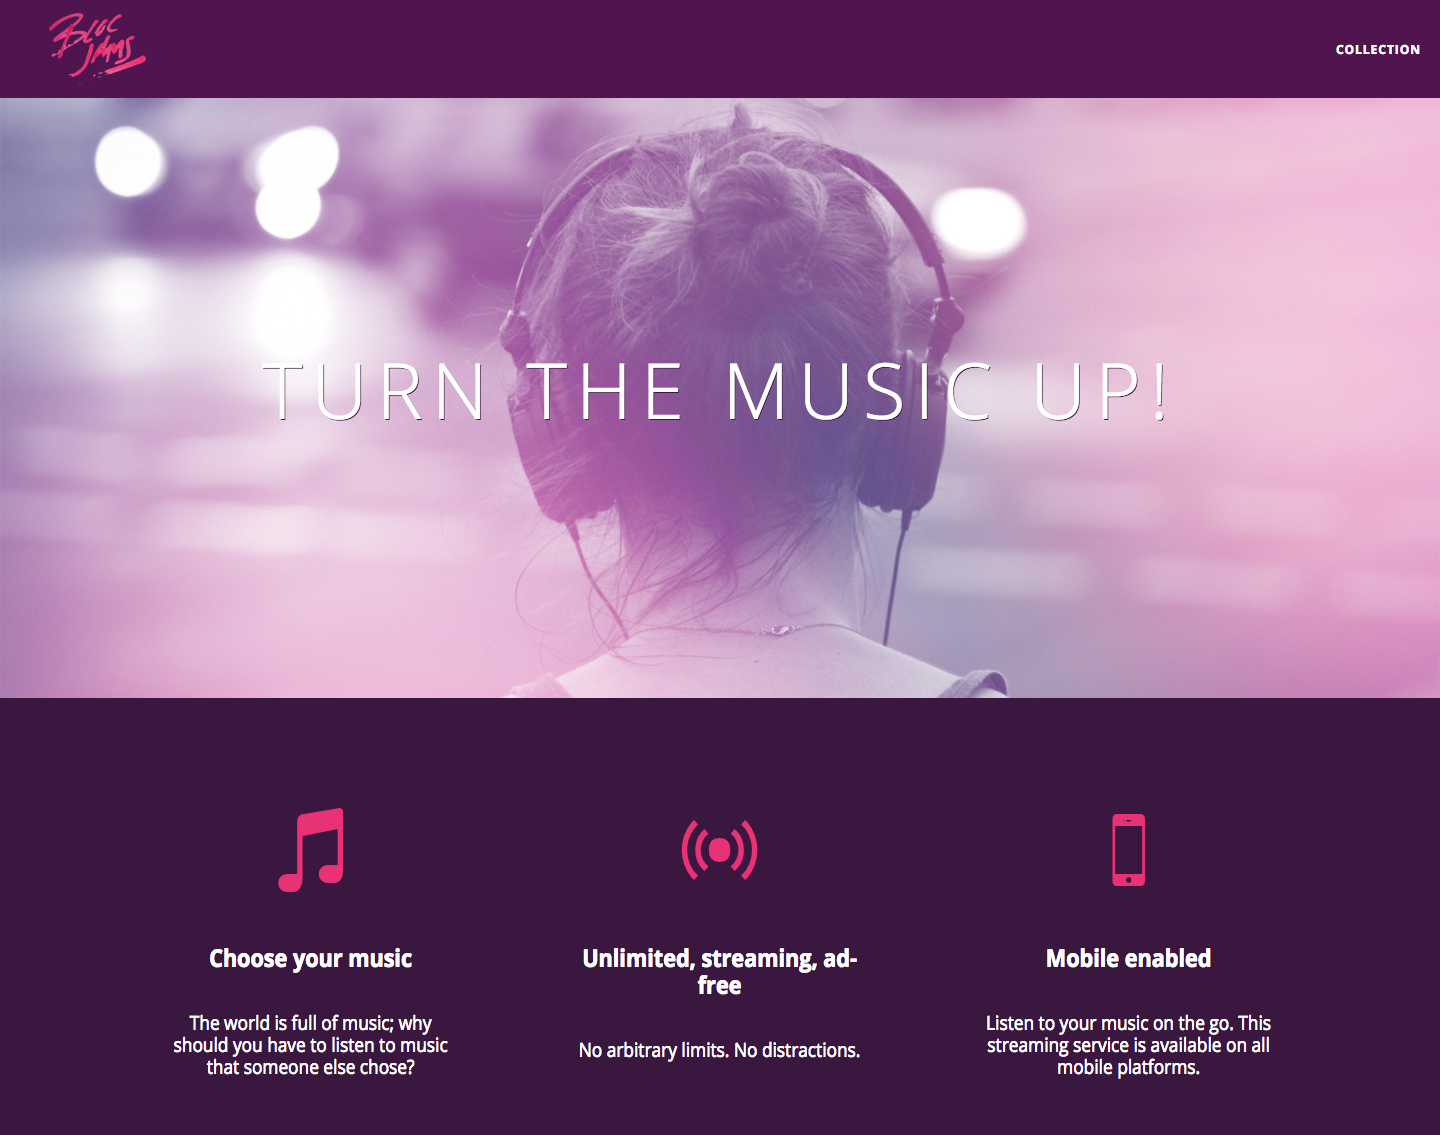 BLOC
JAMS
COLLECTION
TURN THE MUSIC UP!
Choose your music
The world is full of music; why
should you have to listen to music
that someone else chose?
Unlimited, streaming, ad-
free
No arbitrary limits. No distractions.
Mobile enabled
Listen to your music on the go. This
streaming service is available on all
mobile platforms.